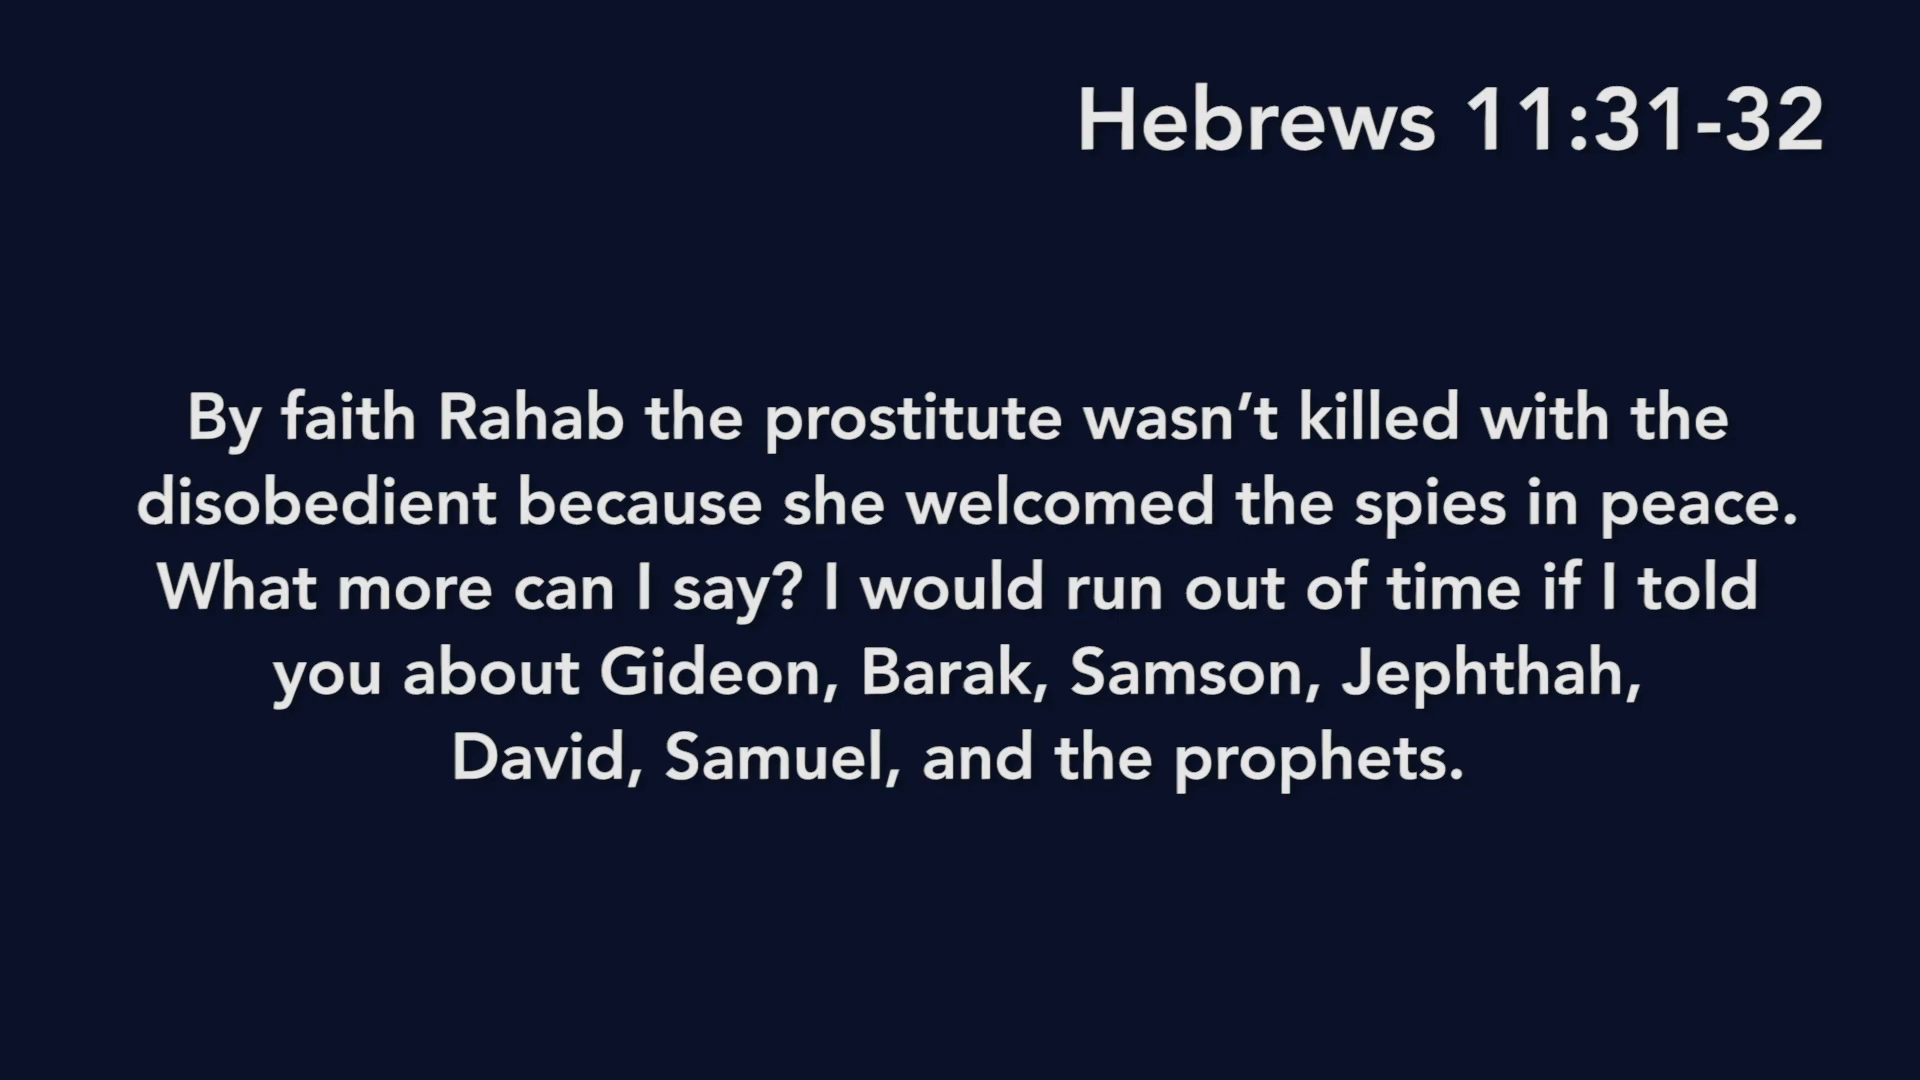 Hebrews 11:31-32
By faith Rahab the prostitute wasn’t killed with the
disobedient because she welcomed the spies in peace.
What more can I say? I would run out of time if I told
you about Gideon, Barak, Samson, Jephthah,
David, Samuel, and the prophets.